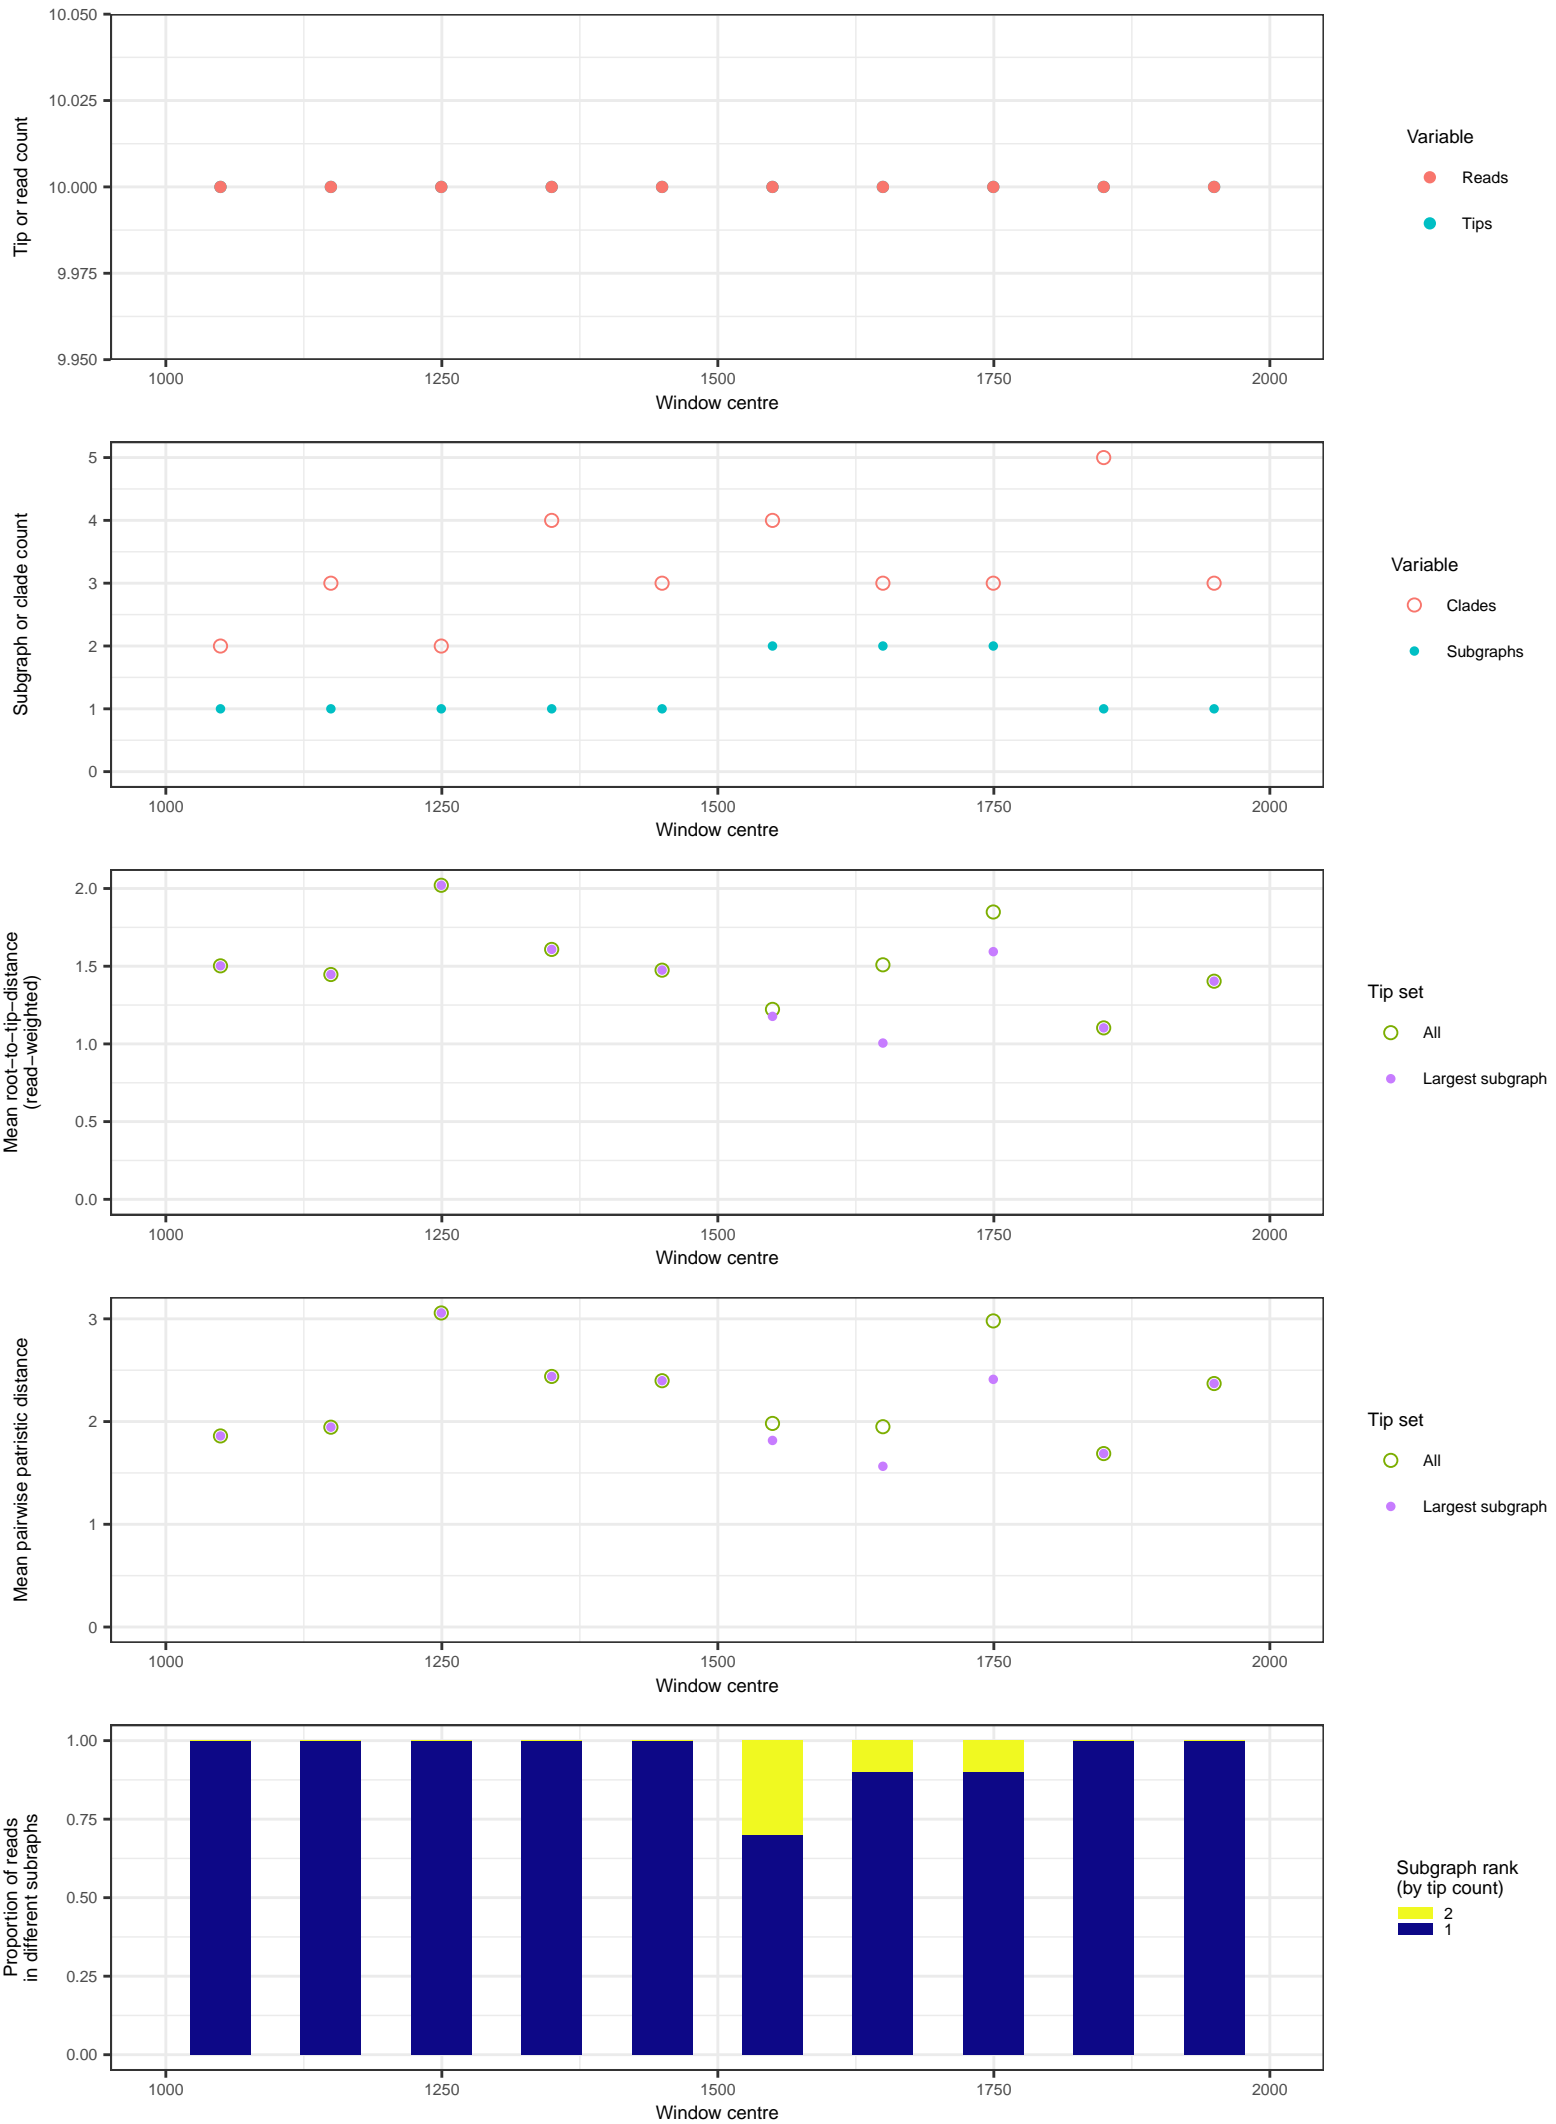 10.050
10.025
10.000
9.975
9.950
Tip or read count
1000 1250 1500 1750 2000
Window centre
Variable
Reads
Tips
5
4
3
2
1
0
Subgraph or clade count
1000 1250 1500 1750 2000
Window centre
Variable
Clades
Subgraphs
2.0
1.5
1.0
0.5
0.0
Mean root−to−tip−distance
(read−weighted)
1000 1250 1500 1750 2000
Window centre
Tip set
All
Largest subgraph
3
2
1
0
Mean pairwise patristic distance
1000 1250 1500 1750 2000
Window centre
Tip set
All
Largest subgraph
1.00
0.75
0.50
0.25
0.00
Proportion of reads
in different subraphs
1000 1250 1500 1750 2000
Window centre
Subgraph rank
(by tip count)
2
1